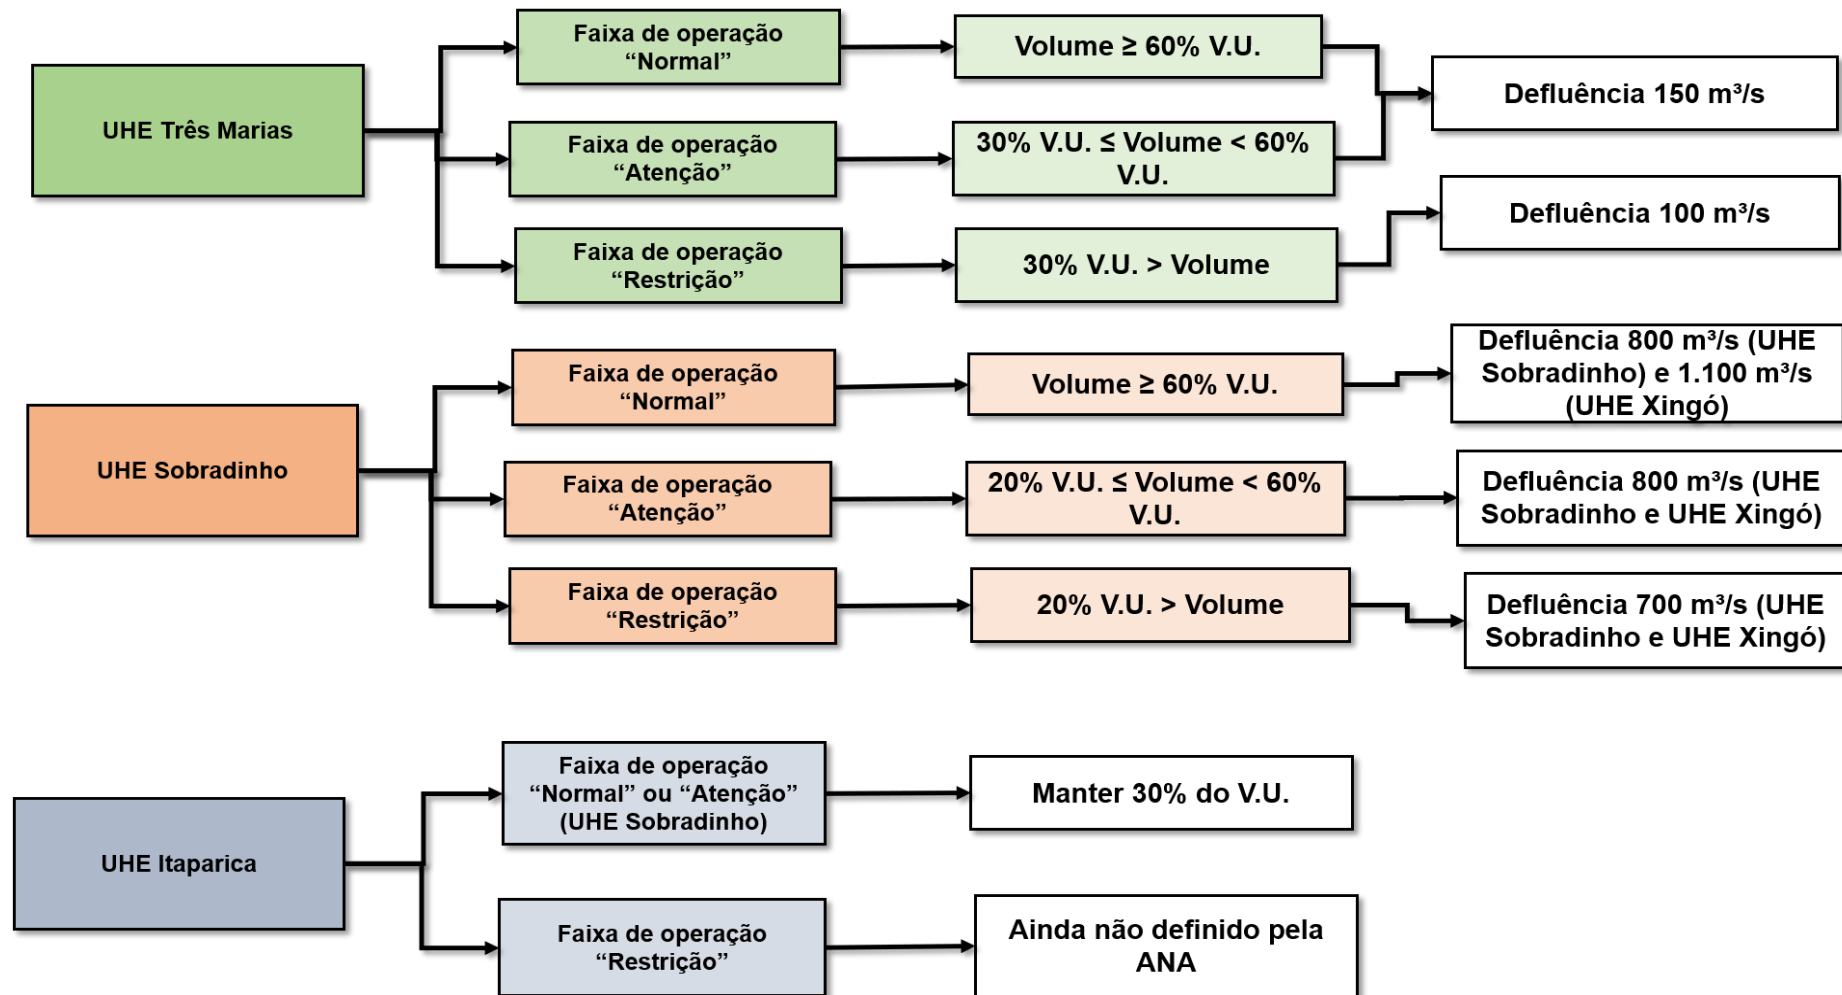 UHE Três Marias
Faixa de operação
“Normal”
Volume ≥ 60% V.U.
Defluência 150 m³/s
Faixa de operação
“Atenção”
30% V.U. ≤ Volume < 60%
V.U.
Faixa de operação
“Restrição”
30% V.U. > Volume
Defluência 100 m³/s
UHE Sobradinho
Faixa de operação
“Normal”
Volume ≥ 60% V.U.
Defluência 800 m³/s (UHE
Sobradinho) e 1.100 m³/s
(UHE Xingó)
Faixa de operação
“Atenção”
20% V.U. ≤ Volume < 60%
V.U.
Defluência 800 m³/s (UHE
Sobradinho e UHE Xingó)
Faixa de operação
“Restrição”
20% V.U. > Volume
Defluência 700 m³/s (UHE
Sobradinho e UHE Xingó)
UHE Itaparica
Faixa de operação
“Normal” ou “Atenção”
(UHE Sobradinho)
Manter 30% do V.U.
Faixa de operação
“Restrição”
Ainda não definido pela
ANA